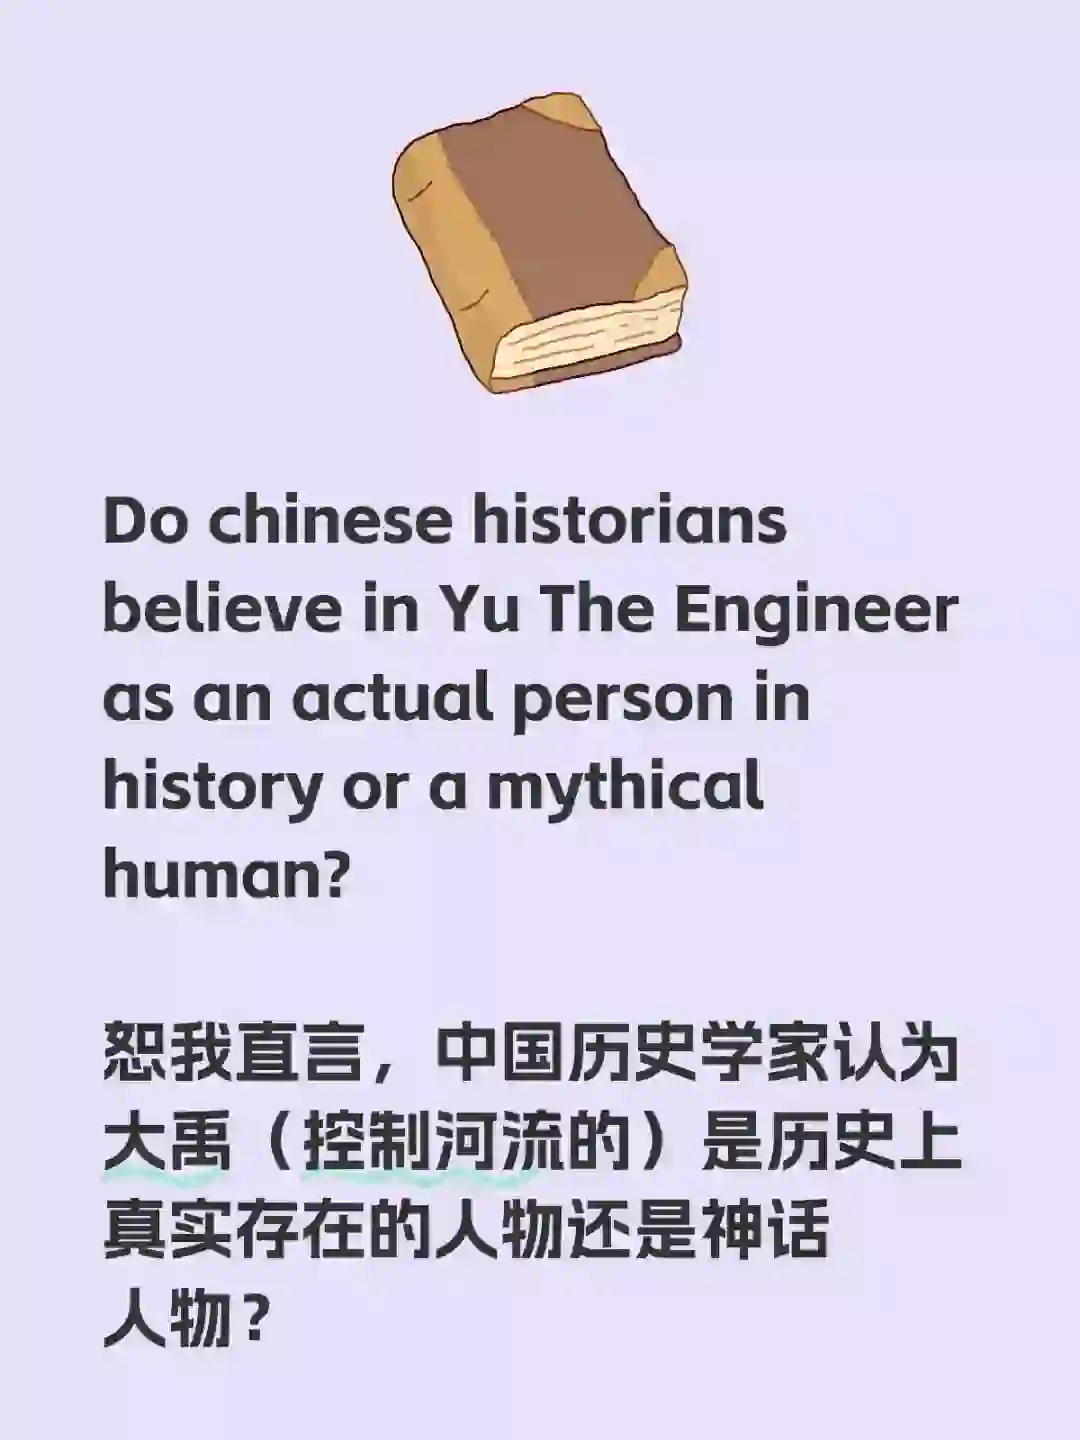 Do chinese historians
believe in Yu The Engineer
as an actual person in
history or a mythical
human?
恕我直言，中国历史学家认为
大禹（控制河流的）是历史上
真实存在的人物还是神话
人物？